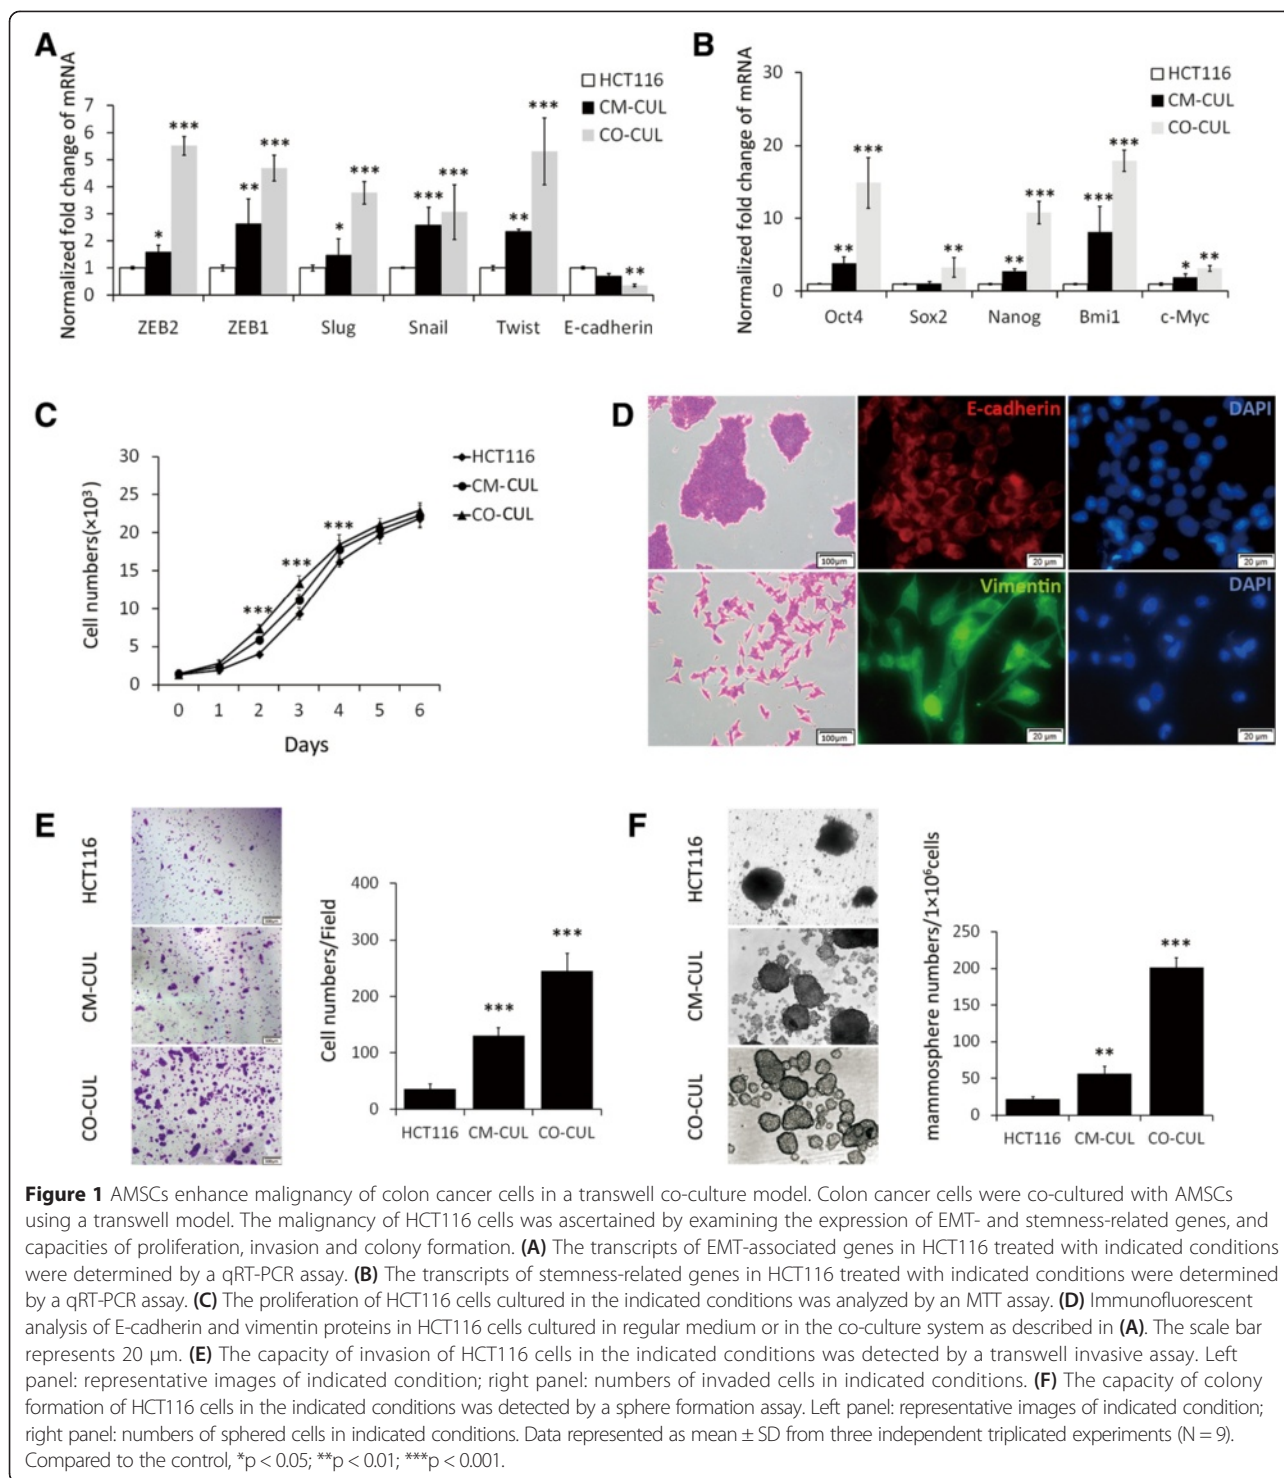 A
Normalized fold change of mRNA
7
6
5
4
3
2
1
0
HCT116
CM-CUL
CO-CUL
* ***
** ***
* ***
*** ***
** ***
**
ZEB2 ZEB1 Slug Snail Twist E-cadherin
B
Normalized fold change of mRNA
30
20
10
0
HCT116
CM-CUL
CO-CUL
** ***
**
** ***
*** ***
* **
Oct4 Sox2 Nanog Bmi1 c-Myc
C
Cell numbers(×10³)
30
25
20
15
10
5
0
HCT116
CM-CUL
CO-CUL
*** *** ***
0 1 2 3 4 5 6
Days
D
E-cadherin DAPI
100μm 20 μm 20 μm
Vimentin DAPI
100μm 20 μm 20 μm
E
HCT116
CM-CUL
CO-CUL
Cell numbers/Field
400
300
200
100
0
*** ***
HCT116 CM-CUL CO-CUL
F
HCT116
CM-CUL
CO-CUL
mammosphere numbers/1×10⁶cells
250
200
150
100
50
0
** ***
HCT116 CM-CUL CO-CUL
Figure 1 AMSCs enhance malignancy of colon cancer cells in a transwell co-culture model. Colon cancer cells were co-cultured with AMSCs
using a transwell model. The malignancy of HCT116 cells was ascertained by examining the expression of EMT- and stemness-related genes, and
capacities of proliferation, invasion and colony formation. (A) The transcripts of EMT-associated genes in HCT116 treated with indicated conditions
were determined by a qRT-PCR assay. (B) The transcripts of stemness-related genes in HCT116 treated with indicated conditions were determined
by a qRT-PCR assay. (C) The proliferation of HCT116 cells cultured in the indicated conditions was analyzed by an MTT assay. (D) Immunofluorescent
analysis of E-cadherin and vimentin proteins in HCT116 cells cultured in regular medium or in the co-culture system as described in (A). The scale bar
represents 20 μm. (E) The capacity of invasion of HCT116 cells in the indicated conditions was detected by a transwell invasive assay. Left
panel: representative images of indicated condition; right panel: numbers of invaded cells in indicated conditions. (F) The capacity of colony
formation of HCT116 cells in the indicated conditions was detected by a sphere formation assay. Left panel: representative images of indicated condition;
right panel: numbers of sphered cells in indicated conditions. Data represented as mean ± SD from three independent triplicated experiments (N = 9).
Compared to the control, *p < 0.05; **p < 0.01; ***p < 0.001.